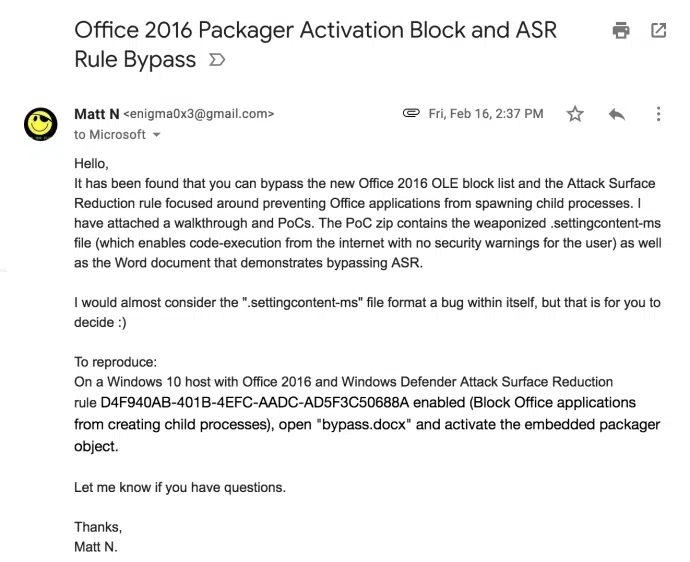 Office 2016 Packager Activation Block and ASR
Rule Bypass
Matt N <enigma0x3@gmail.com>
Fri, Feb 16, 2:37 PM
to Microsoft
Hello,
It has been found that you can bypass the new Office 2016 OLE block list and the Attack Surface
Reduction rule focused around preventing Office applications from spawning child processes. I
have attached a walkthrough and PoCs. The PoC zip contains the weaponized .settingcontent-ms
file (which enables code-execution from the internet with no security warnings for the user) as well
as the Word document that demonstrates bypassing ASR.
I would almost consider the ".settingcontent-ms" file format a bug within itself, but that is for you to
decide :)
To reproduce:
On a Windows 10 host with Office 2016 and Windows Defender Attack Surface Reduction
rule D4F940AB-401B-4EFC-AADC-AD5F3C50688A enabled (Block Office applications
from creating child processes), open "bypass.docx" and activate the embedded packager
object.
Let me know if you have questions.
Thanks,
Matt N.